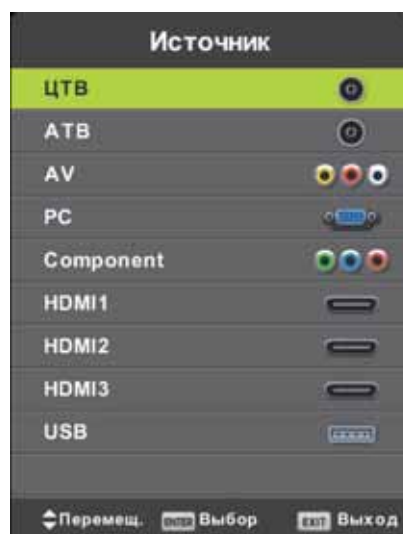 Источник
ЦТВ
АТВ
AV
PC
Component
HDMI1
HDMI2
HDMI3
USB
Перемещ. ENTER Выбор EXIT Выход